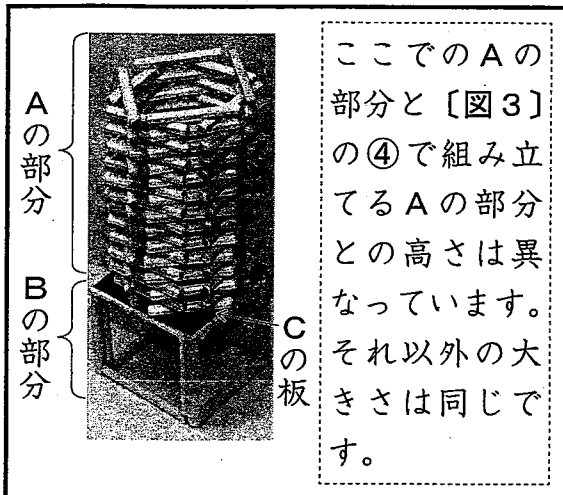 Aの部分
Bの部分
Cの板
ここでのAの
部分と〔図3〕
の④で組み立
てるAの部分
との高さは異
なっています。
それ以外の大
きさは同じで
す。